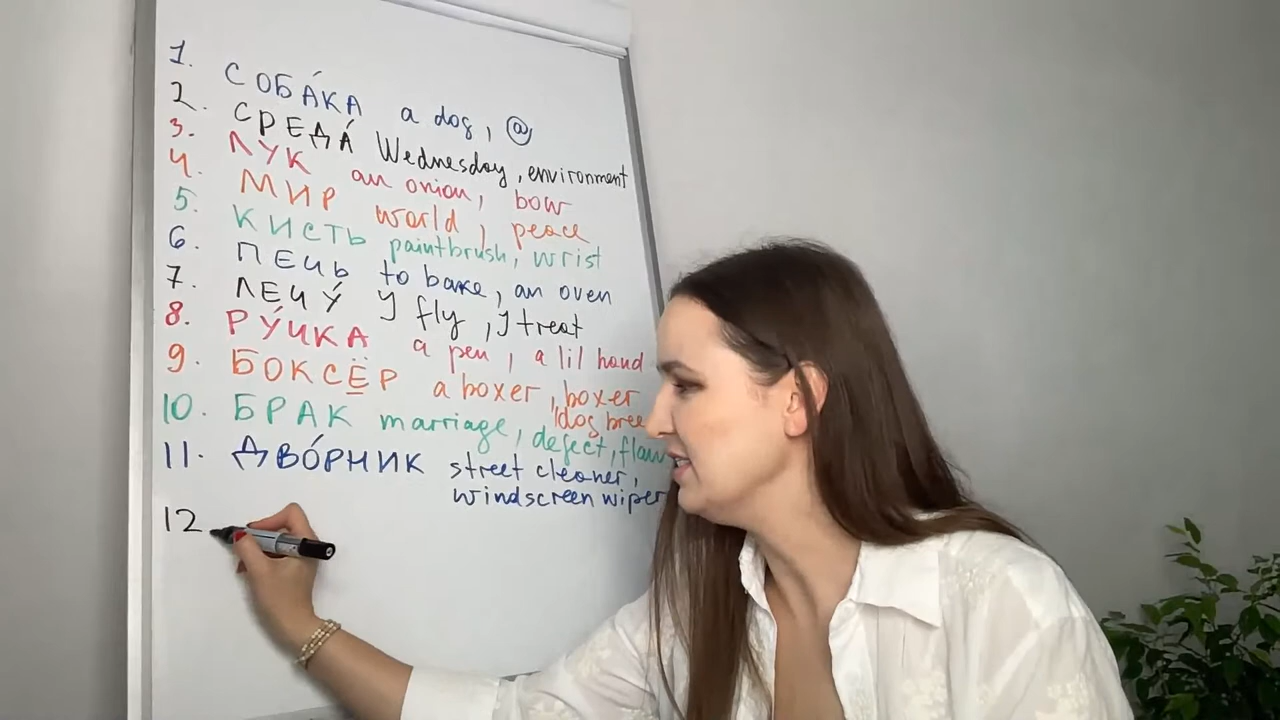 1. СОБА́КА a dog, @
2. СРЕДА́ Wednesday, environment
3. ЛУК an onion, bow
4. МИР world, peace
5. КИСТЬ paintbrush, wrist
6. ПЕЧЬ to bake, an oven
7. ЛЕЧУ́ I fly, I treat
8. РУ́ЧКА a pen, a lil hand
9. БОКСЁР a boxer, boxer
dog bree
10. БРАК marriage, defect, flaw
11. ДВО́РНИК street cleaner,
windscreen wiper
12